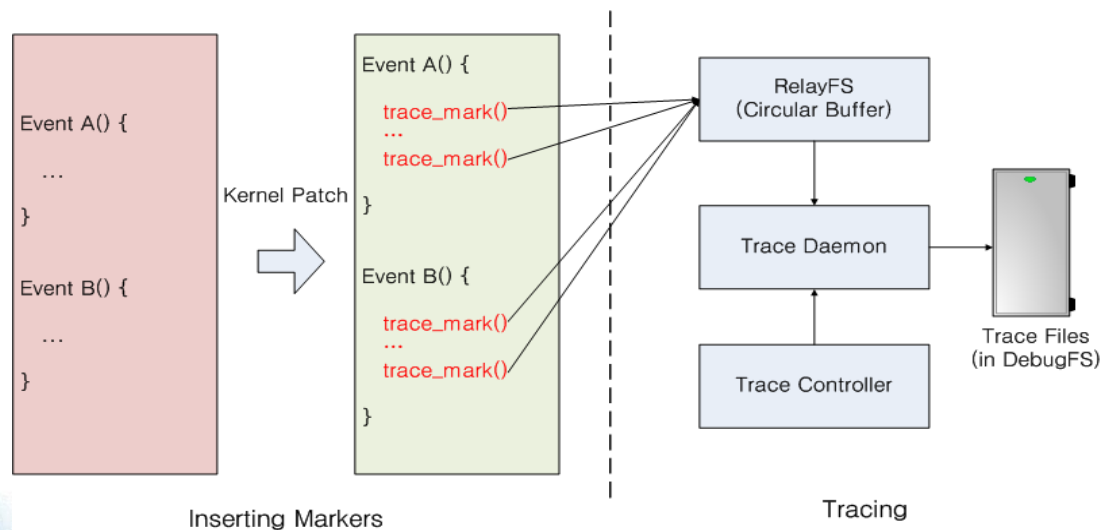 Event A() {
...
}
Event B() {
...
}
Kernel Patch
Event A() {
trace_mark()
...
trace_mark()
}
Event B() {
trace_mark()
...
trace_mark()
}
Inserting Markers
RelayFS
(Circular Buffer)
Trace Daemon
Trace Controller
Trace Files
(in DebugFS)
Tracing